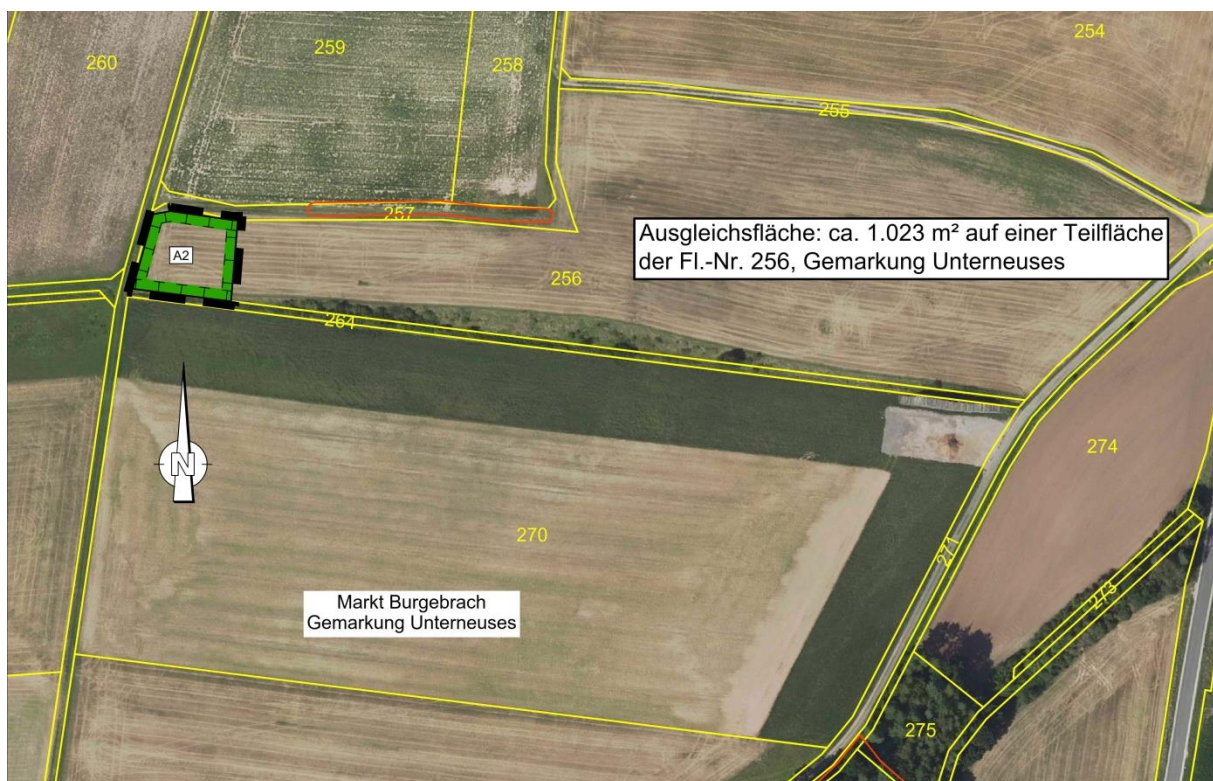 254
259
260
258
255
257
Ausgleichsfläche: ca. 1.023 m² auf einer Teilfläche
der Fl.-Nr. 256, Gemarkung Unterneuses
A2
256
264
274
N
270
271
Markt Burgebrach
Gemarkung Unterneuses
273
275